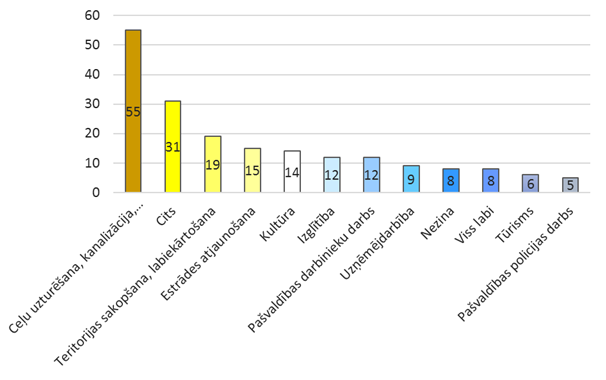 60
50
40
30
20
10
0
55
31
19
15
14
12
12
9
8
8
6
5
Ceļu uzturēšana, kanalizācija,...
Cits
Teritorijas sakopšana, labiekārtošana
Estrādes atjaunošana
Kultūra
Izglītība
Pašvaldības darbinieku darbs
Uzņēmējdarbība
Nezina
Viss labi
Tūrisms
Pašvaldības policijas darbs